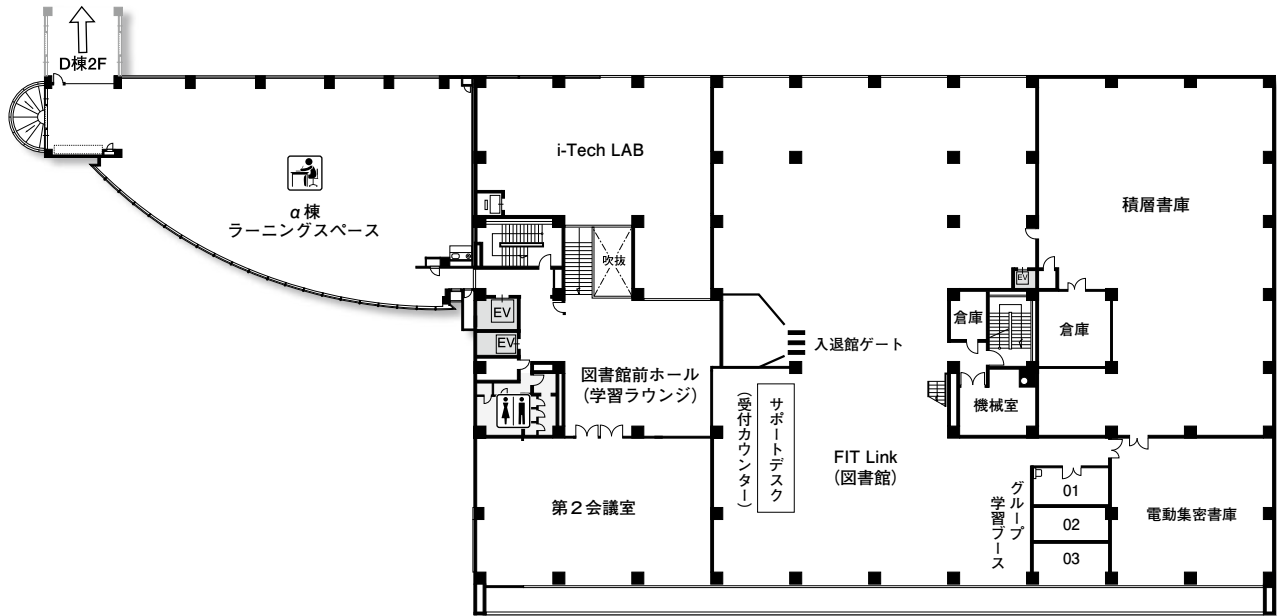 D棟2F
i-Tech LAB
α棟
ラーニングスペース
積層書庫
吹抜
EV
EV
EV
倉庫
倉庫
入退館ゲート
図書館前ホール
（学習ラウンジ）
機械室
サポートデスク
（受付カウンター）
FIT Link
（図書館）
第2会議室
グループ
学習ブース
01
02
03
電動集密書庫